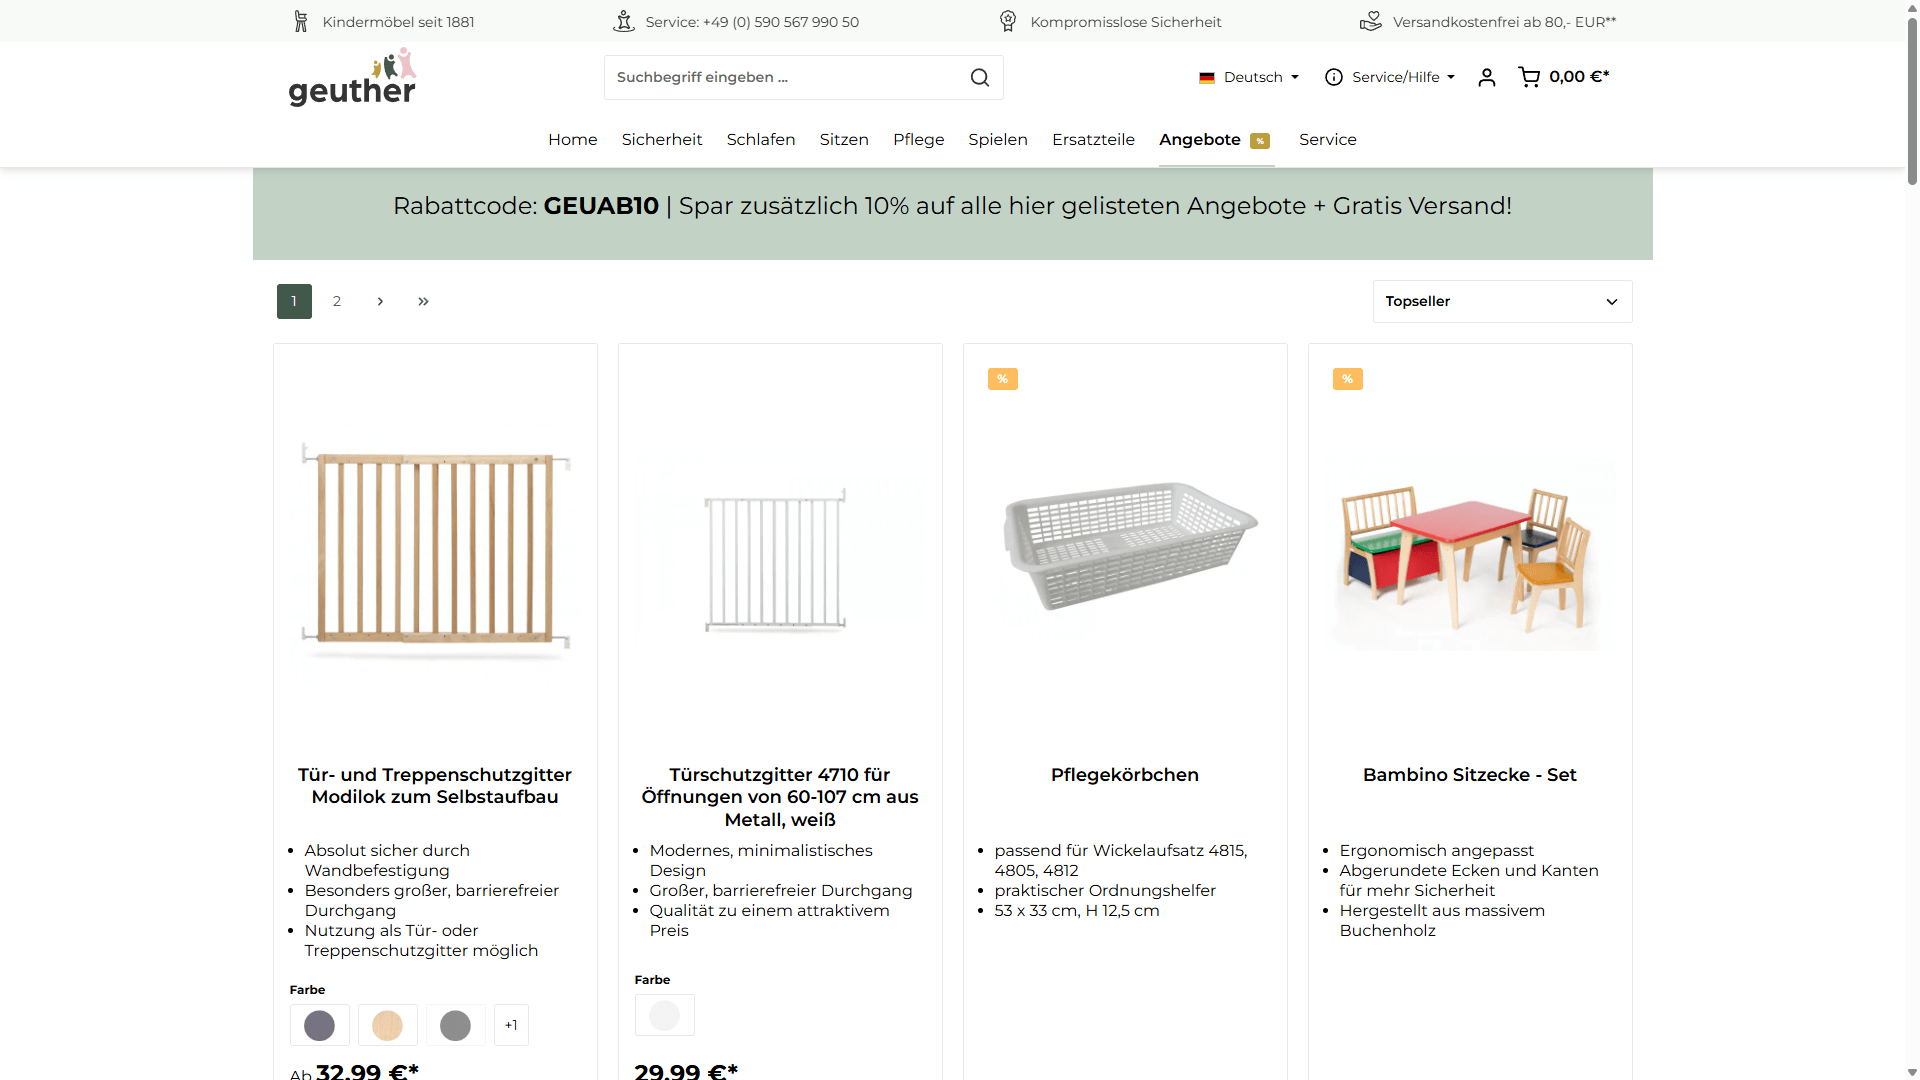 Kindermöbel seit 1881
Service: +49 (0) 590 567 990 50
Kompromisslose Sicherheit
Versandkostenfrei ab 80,- EUR**
geuther
Suchbegriff eingeben ...
Deutsch
Service/Hilfe
0,00 €*
Home
Sicherheit
Schlafen
Sitzen
Pflege
Spielen
Ersatzteile
Angebote %
Service
Rabattcode: GEUAB10 | Spar zusätzlich 10% auf alle hier gelisteten Angebote + Gratis Versand!
1
2
Topseller
Tür- und Treppenschutzgitter
Modilok zum Selbstaufbau
Absolut sicher durch
Wandbefestigung
Besonders großer, barrierefreier
Durchgang
Nutzung als Tür- oder
Treppenschutzgitter möglich
Farbe
+1
Ab 32,99 €*
Türschutzgitter 4710 für
Öffnungen von 60-107 cm aus
Metall, weiß
Modernes, minimalistisches
Design
Großer, barrierefreier Durchgang
Qualität zu einem attraktivem
Preis
Farbe
29,99 €*
%
Pflegekörbchen
passend für Wickelaufsatz 4815,
4805, 4812
praktischer Ordnungshelfer
53 x 33 cm, H 12,5 cm
%
Bambino Sitzecke - Set
Ergonomisch angepasst
Abgerundete Ecken und Kanten
für mehr Sicherheit
Hergestellt aus massivem
Buchenholz